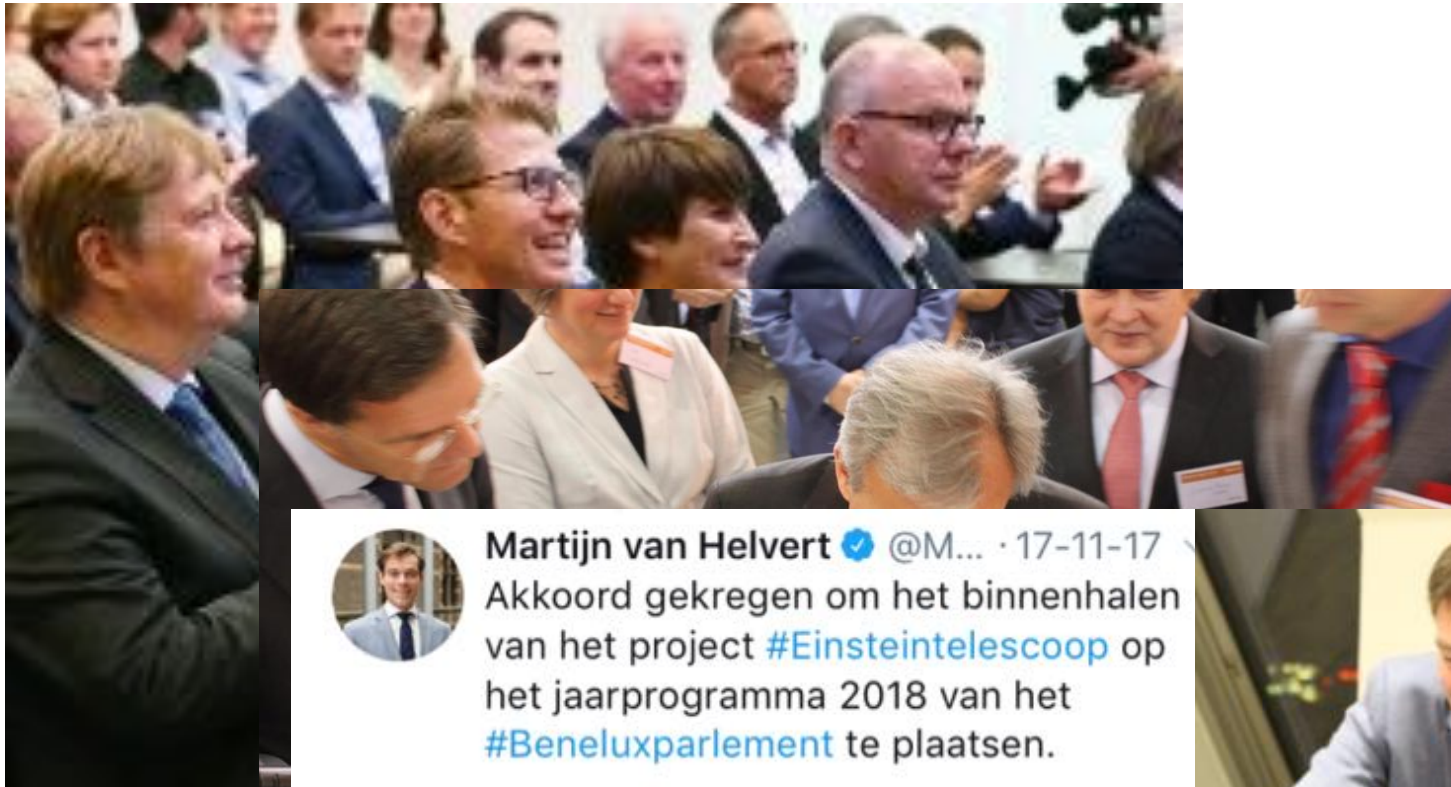 Martijn van Helvert @M... · 17-11-17
Akkoord gekregen om het binnenhalen
van het project #Einsteintelescoop op
het jaarprogramma 2018 van het
#Beneluxparlement te plaatsen.